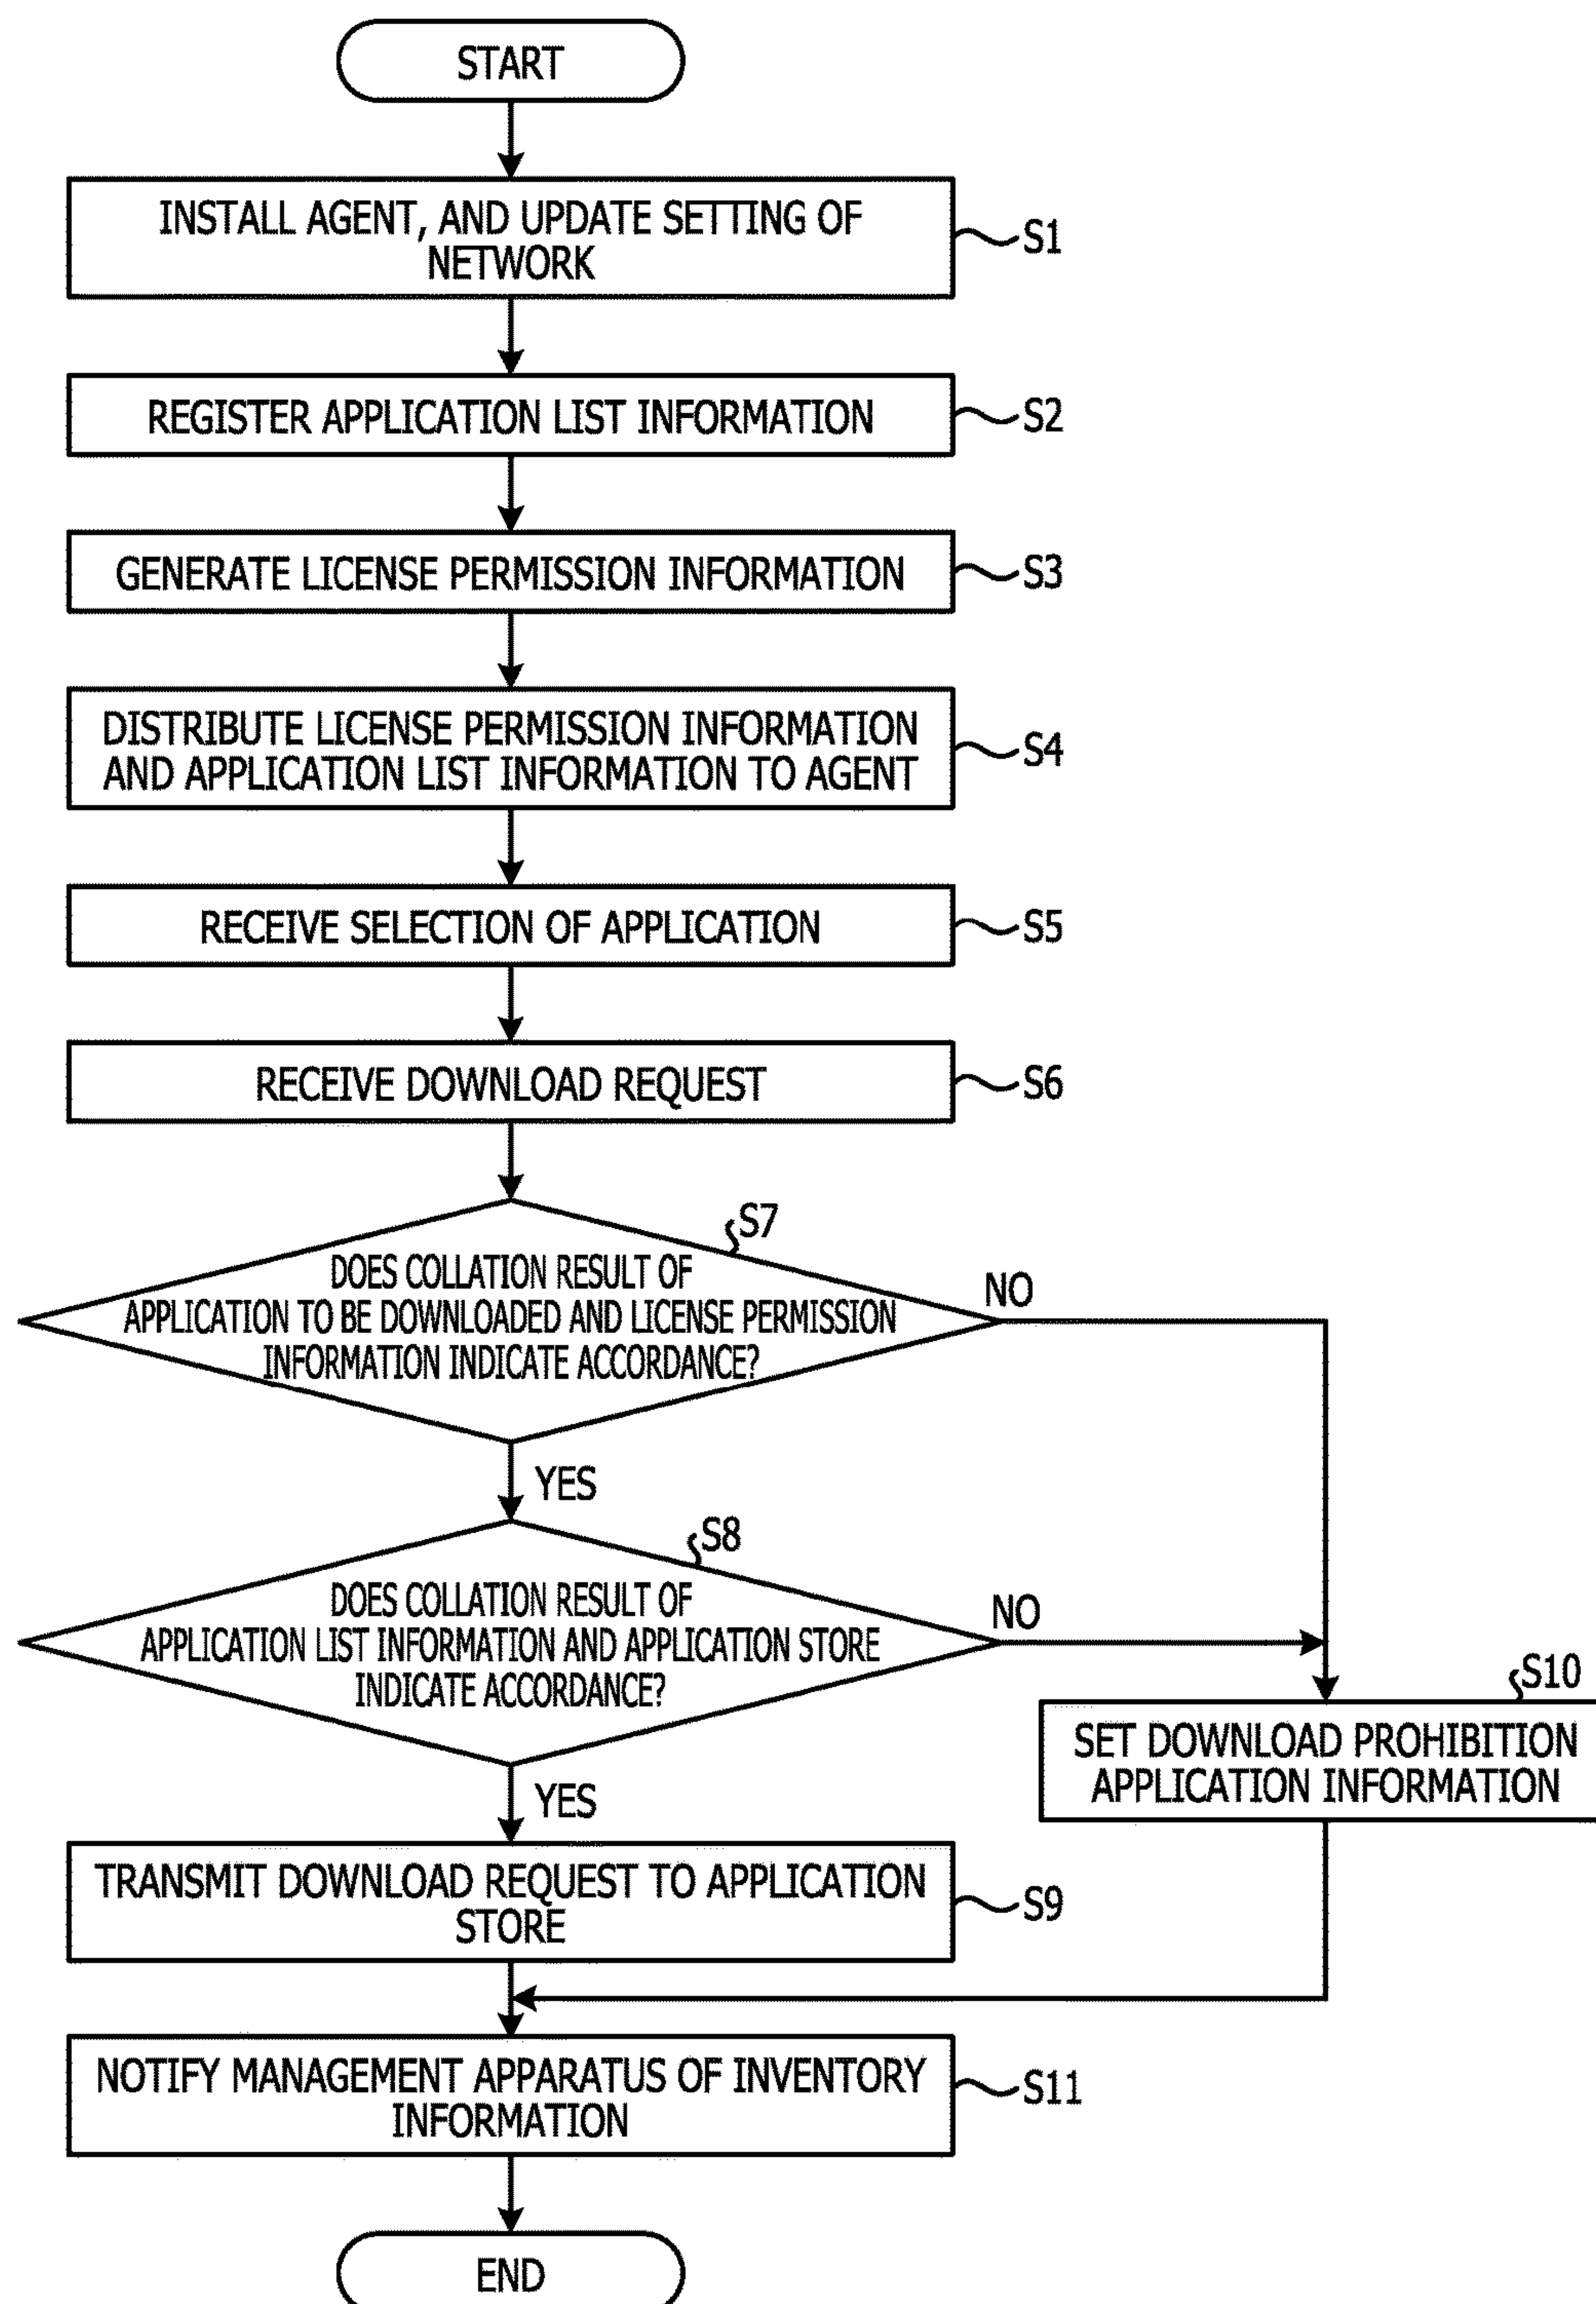 START
INSTALL AGENT, AND UPDATE SETTING OF
NETWORK
S1
REGISTER APPLICATION LIST INFORMATION
S2
GENERATE LICENSE PERMISSION INFORMATION
S3
DISTRIBUTE LICENSE PERMISSION INFORMATION
AND APPLICATION LIST INFORMATION TO AGENT
S4
RECEIVE SELECTION OF APPLICATION
S5
RECEIVE DOWNLOAD REQUEST
S6
S7
DOES COLLATION RESULT OF
APPLICATION TO BE DOWNLOADED AND LICENSE PERMISSION
INFORMATION INDICATE ACCORDANCE?
NO
YES
S8
DOES COLLATION RESULT OF
APPLICATION LIST INFORMATION AND APPLICATION STORE
INDICATE ACCORDANCE?
NO
YES
S10
SET DOWNLOAD PROHIBITION
APPLICATION INFORMATION
TRANSMIT DOWNLOAD REQUEST TO APPLICATION
STORE
S9
NOTIFY MANAGEMENT APPARATUS OF INVENTORY
INFORMATION
S11
END